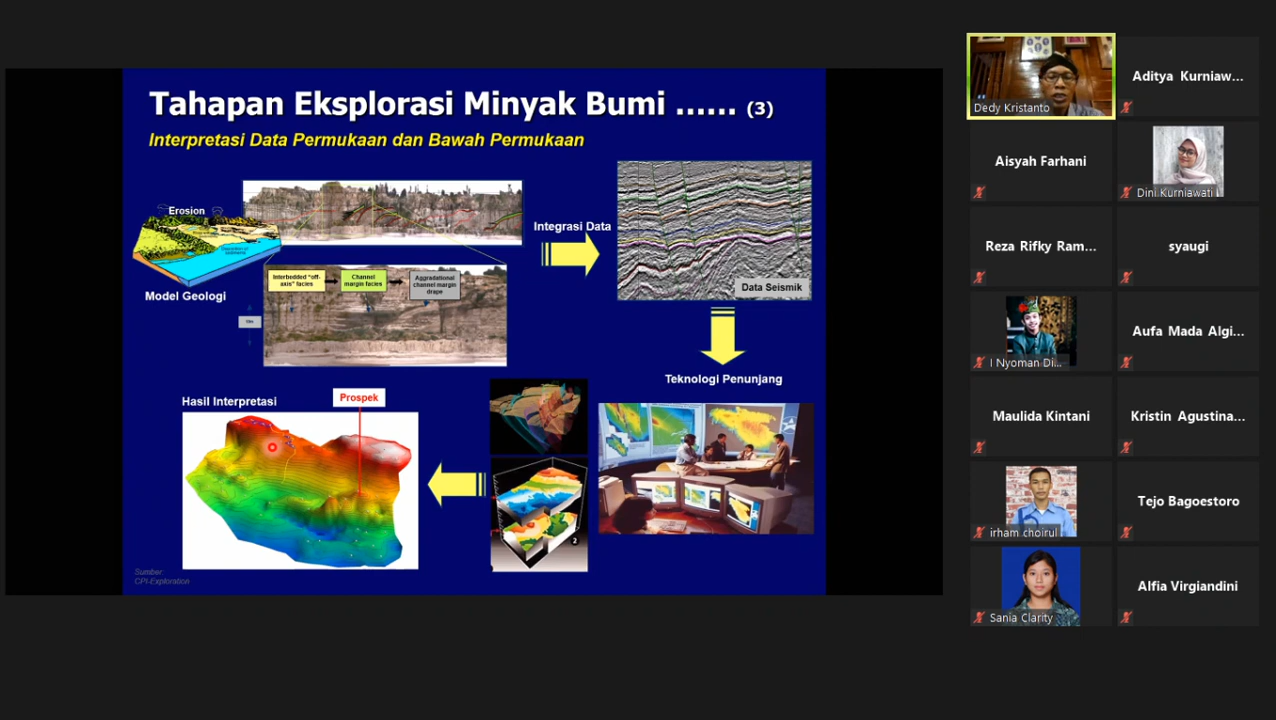 Tahapan Eksplorasi Minyak Bumi ...... (3)
Interpretasi Data Permukaan dan Bawah Permukaan
Erosion
Model Geologi
Interbedded "off-
axis" facies
Channel
margin facies
Aggradational
channel margin
drape
Integrasi Data
Data Seismik
Teknologi Penunjang
2
Hasil Interpretasi
Prospek
Sumber:
CPI-Exploration
Dedy Kristanto
Aditya Kurniaw...
Aisyah Farhani
Dini Kurniawati
Reza Rifky Ram...
syaugi
I Nyoman Di...
Aufa Mada Algi...
Maulida Kintani
Kristin Agustina...
irham choirul
Tejo Bagoestoro
Sania Clarity
Alfia Virgiandini